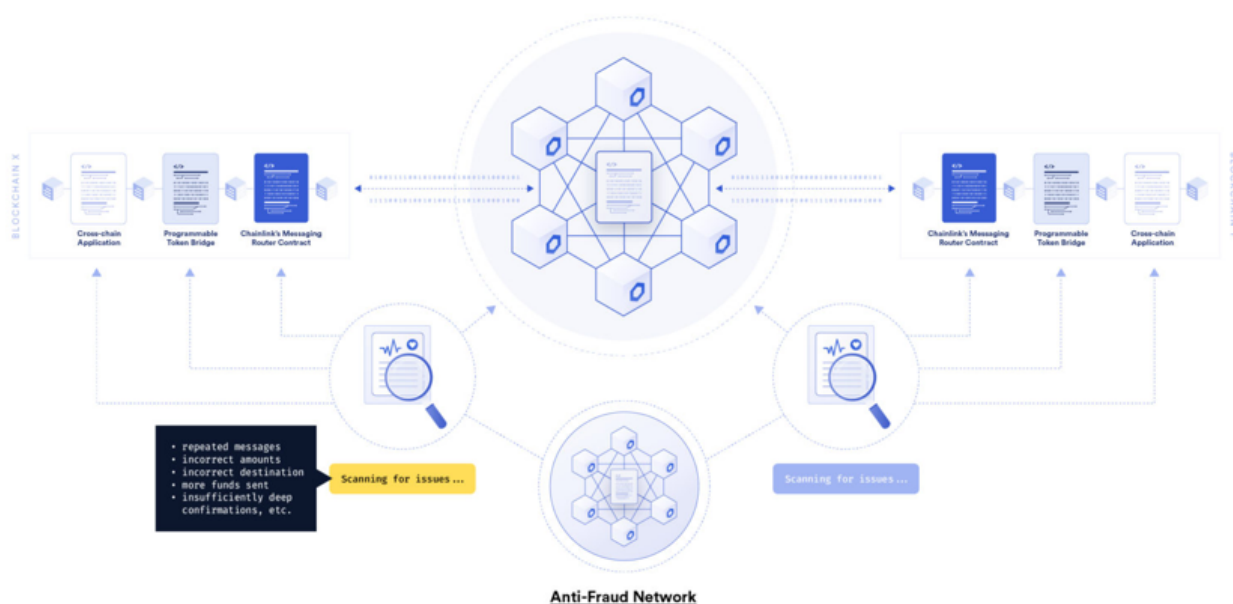 BLOCKCHAIN X
</>
</>
</>
Cross-chain
Application
Programmable
Token Bridge
Chainlink's Messaging
Router Contract
</>
</>
</>
Chainlink's Messaging
Router Contract
Programmable
Token Bridge
Cross-chain
Application
• repeated messages
• incorrect amounts
• incorrect destination
• more funds sent
• insufficiently deep
confirmations, etc.
Scanning for issues...
Scanning for issues...
Anti-Fraud Network